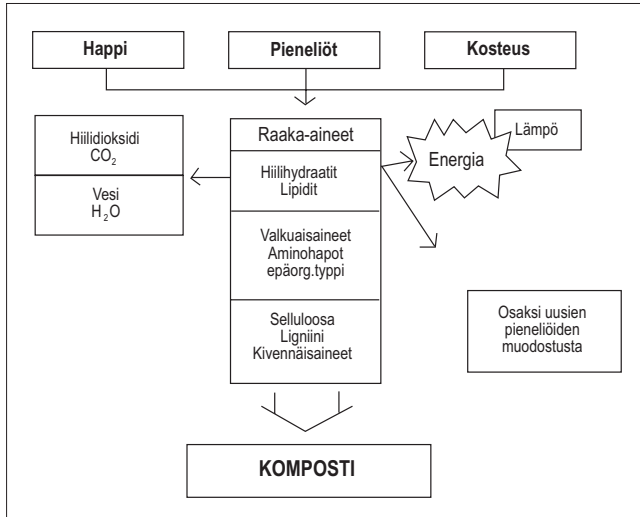 Happi
Pieneliöt
Kosteus
Hiilidioksidi
CO₂
Vesi
H₂O
Raaka-aineet
Hiilihydraatit
Lipidit
Valkuaisaineet
Aminohapot
epäorg.typpi
Selluloosa
Ligniini
Kivennäisaineet
Energia
Lämpö
Osaksi uusien
pieneliöiden
muodostusta
KOMPOSTI